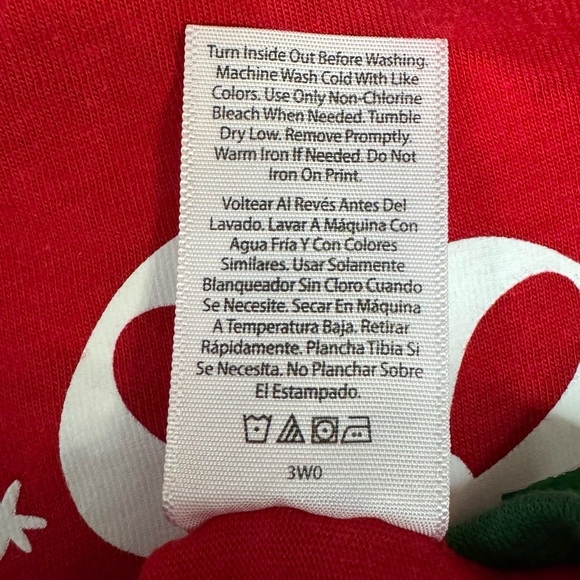 Turn Inside Out Before Washing.
Machine Wash Cold With Like
Colors. Use Only Non-Chlorine
Bleach When Needed. Tumble
Dry Low. Remove Promptly.
Warm Iron If Needed. Do Not
Iron On Print.
Voltear Al Revés Antes Del
Lavado. Lavar A Máquina Con
Agua Fría Y Con Colores
Similares. Usar Solamente
Blanqueador Sin Cloro Cuando
Se Necesite. Secar En Máquina
A Temperatura Baja. Retirar
Rápidamente. Plancha Tibia Si
Se Necesita. No Planchar Sobre
El Estampado.
3W0